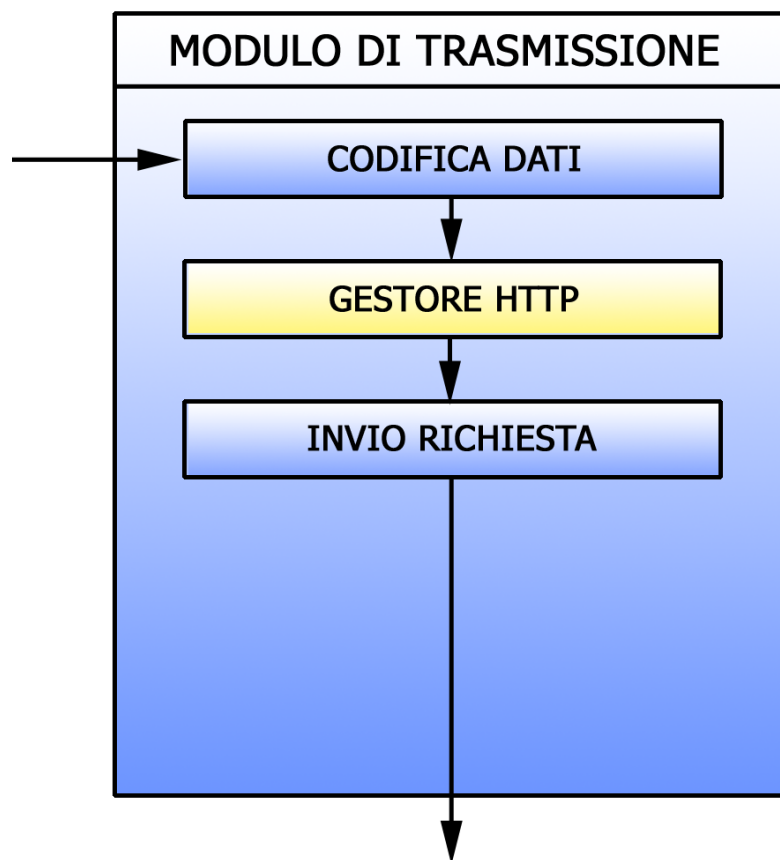 MODULO DI TRASMISSIONE
CODIFICA DATI
GESTORE HTTP
INVIO RICHIESTA